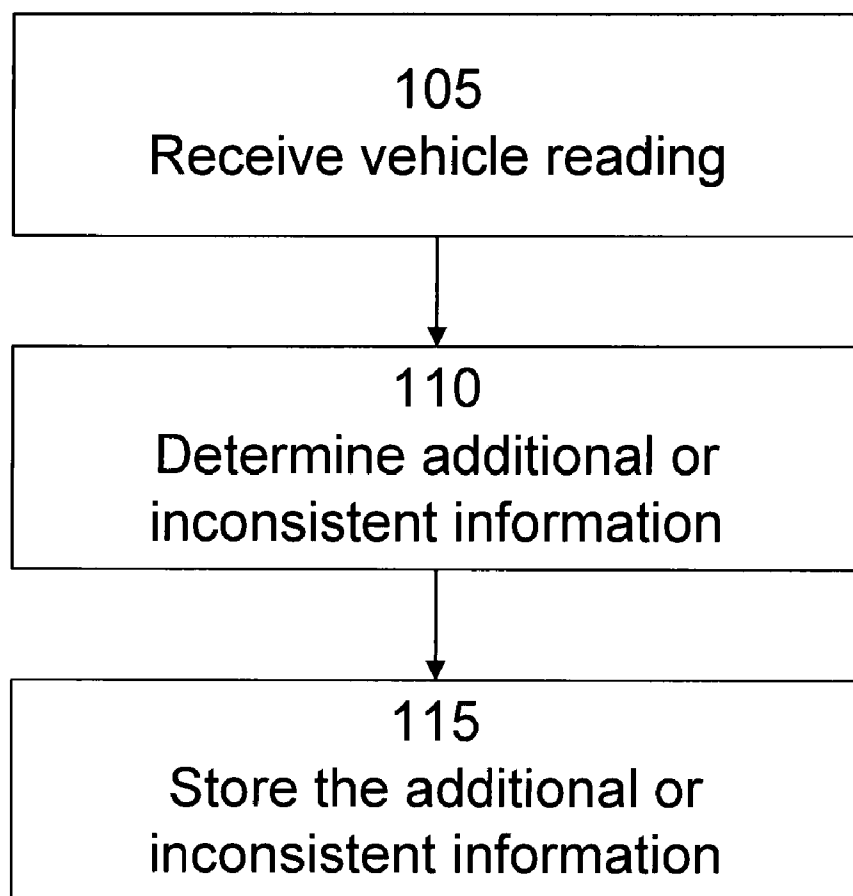 105
Receive vehicle reading
110
Determine additional or
inconsistent information
115
Store the additional or
inconsistent information